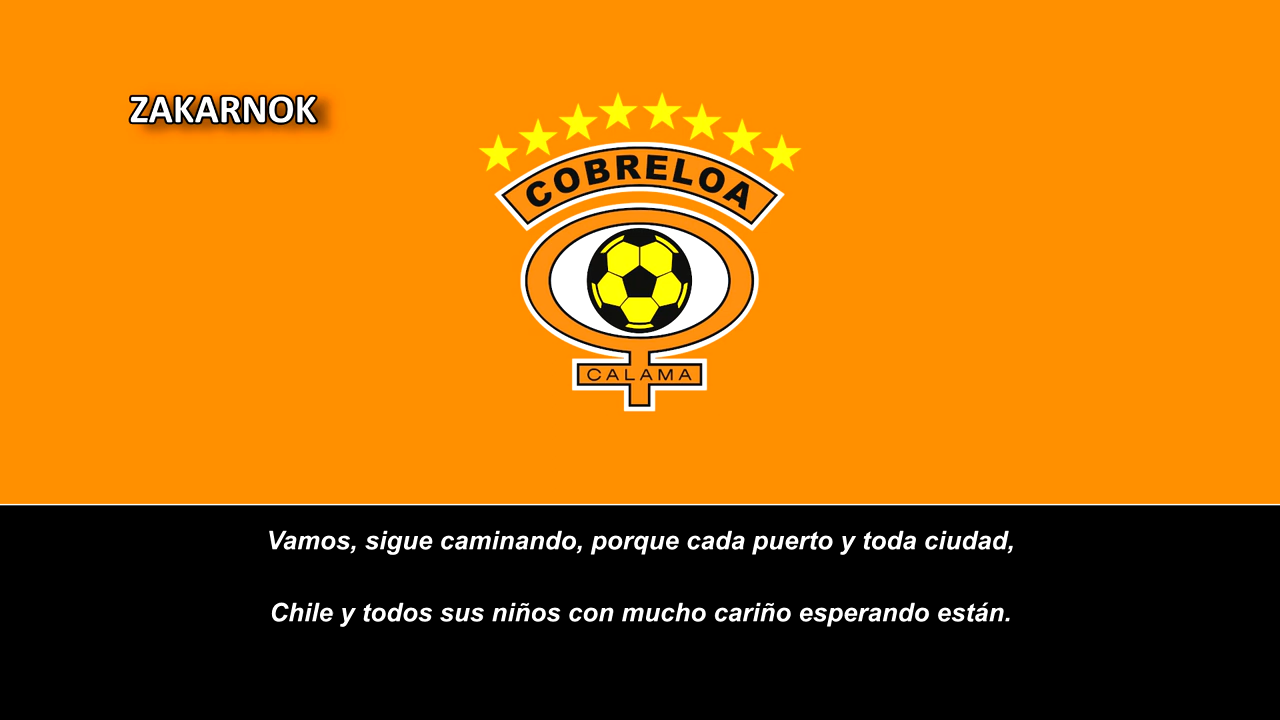 ZAKARNOK
COBRELOA
CALAMA
Vamos, sigue caminando, porque cada puerto y toda ciudad,
Chile y todos sus niños con mucho cariño esperando están.